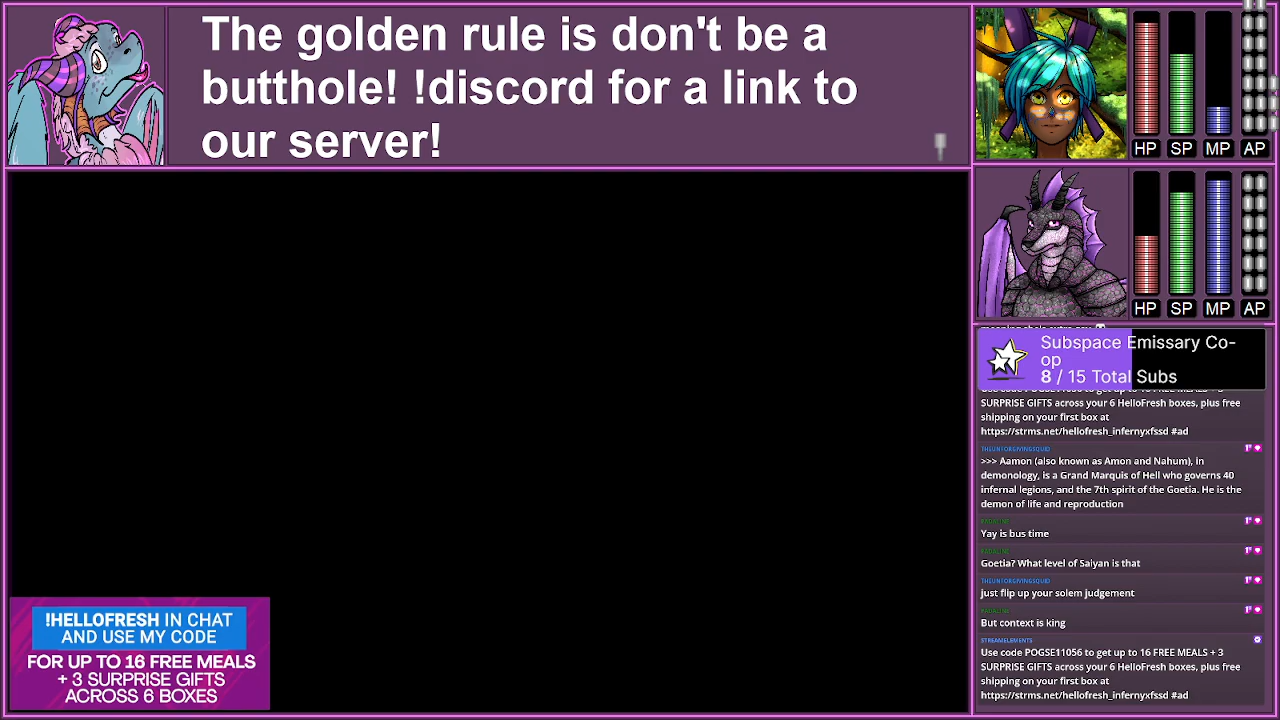 The golden rule is don't be a
butthole! !discord for a link to
our server!
HP SP MP AP
HP SP MP AP
Subspace Emissary Co-
op
8 / 15 Total Subs
SURPRISE GIFTS across your 6 HelloFresh boxes, plus free
shipping on your first box at
https://strms.net/hellofresh_infernyxfssd #ad
THEUNFORGIVINGSQUID
>>> Aamon (also known as Amon and Nahum), in
demonology, is a Grand Marquis of Hell who governs 40
infernal legions, and the 7th spirit of the Goetia. He is the
demon of life and reproduction
Yay is bus time
Goetia? What level of Saiyan is that
THEUNFORGIVINGSQUID
just flip up your solem judgement
But context is king
STREAMELEMENTS
Use code POGSE11056 to get up to 16 FREE MEALS + 3
SURPRISE GIFTS across your 6 HelloFresh boxes, plus free
shipping on your first box at
https://strms.net/hellofresh_infernyxfssd #ad
!HELLOFRESH IN CHAT
AND USE MY CODE
FOR UP TO 16 FREE MEALS
+ 3 SURPRISE GIFTS
ACROSS 6 BOXES